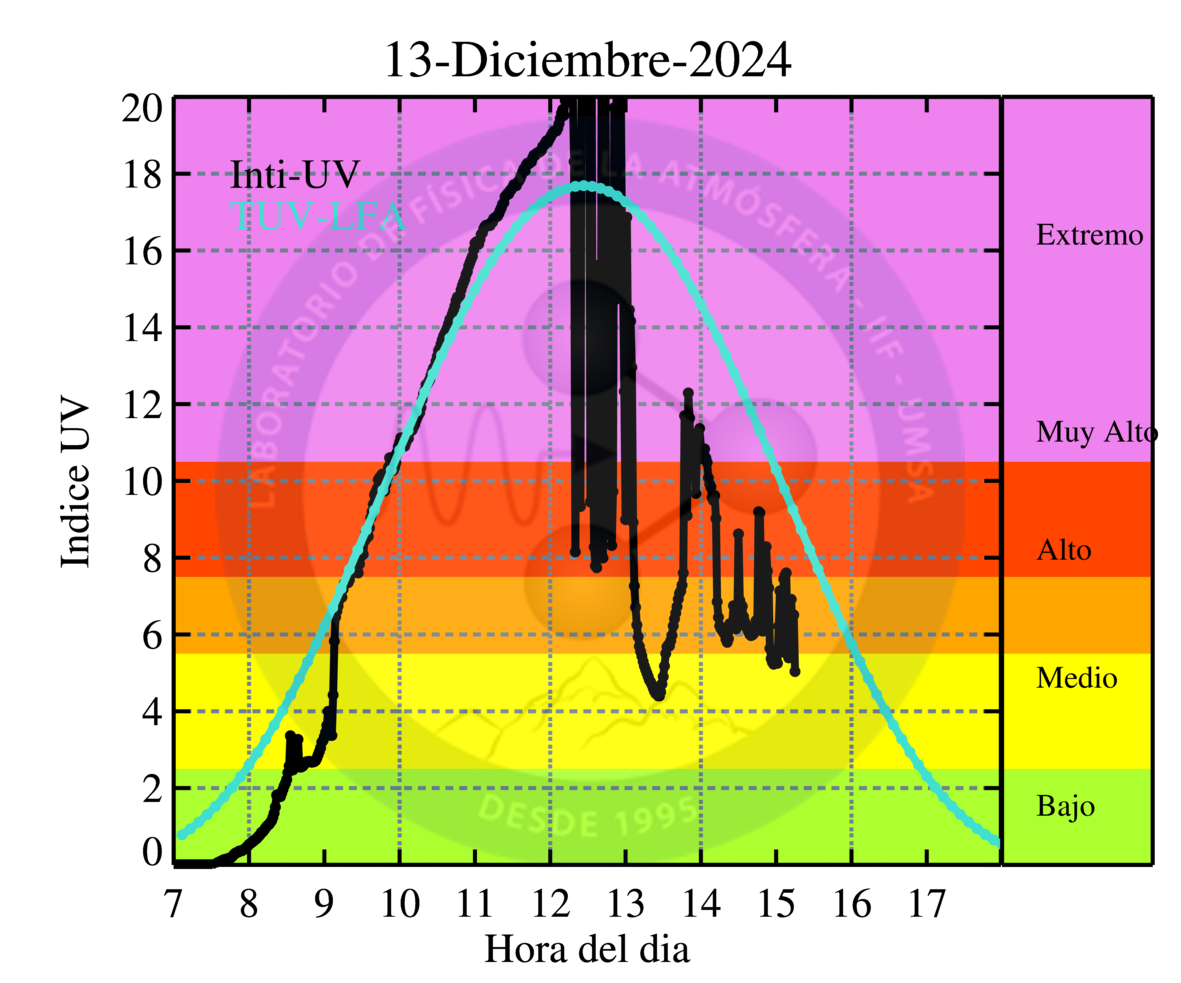 13-Diciembre-2024
Indice UV
20
18
16
14
12
10
8
6
4
2
0
Inti-UV
TUV-LFA
LABORATORIO DE FÍSICA DE LA ATMÓSFERA - IIF - UMSA
DESDE 1995
Extremo
Muy Alto
Alto
Medio
Bajo
7 8 9 10 11 12 13 14 15 16 17
Hora del dia